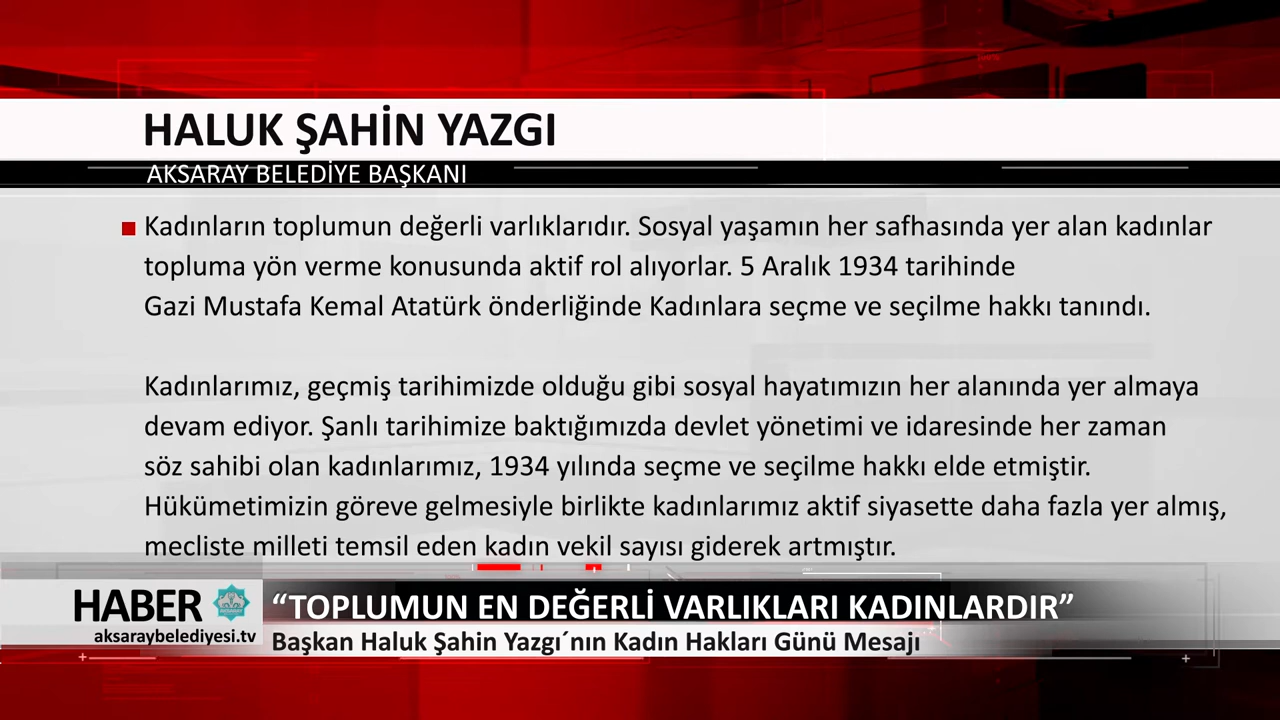 HALUK ŞAHİN YAZGI
AKSARAY BELEDİYE BAŞKANI
Kadınların toplumun değerli varlıklarıdır. Sosyal yaşamın her safhasında yer alan kadınlar
topluma yön verme konusunda aktif rol alıyorlar. 5 Aralık 1934 tarihinde
Gazi Mustafa Kemal Atatürk önderliğinde Kadınlara seçme ve seçilme hakkı tanındı.
Kadınlarımız, geçmiş tarihimizde olduğu gibi sosyal hayatımızın her alanında yer almaya
devam ediyor. Şanlı tarihimize baktığımızda devlet yönetimi ve idaresinde her zaman
söz sahibi olan kadınlarımız, 1934 yılında seçme ve seçilme hakkı elde etmiştir.
Hükümetimizin göreve gelmesiyle birlikte kadınlarımız aktif siyasette daha fazla yer almış,
mecliste milleti temsil eden kadın vekil sayısı giderek artmıştır.
HABER
aksaraybelediyesi.tv
“TOPLUMUN EN DEĞERLİ VARLIKLARI KADINLARDIR”
Başkan Haluk Şahin Yazgı´nın Kadın Hakları Günü Mesajı